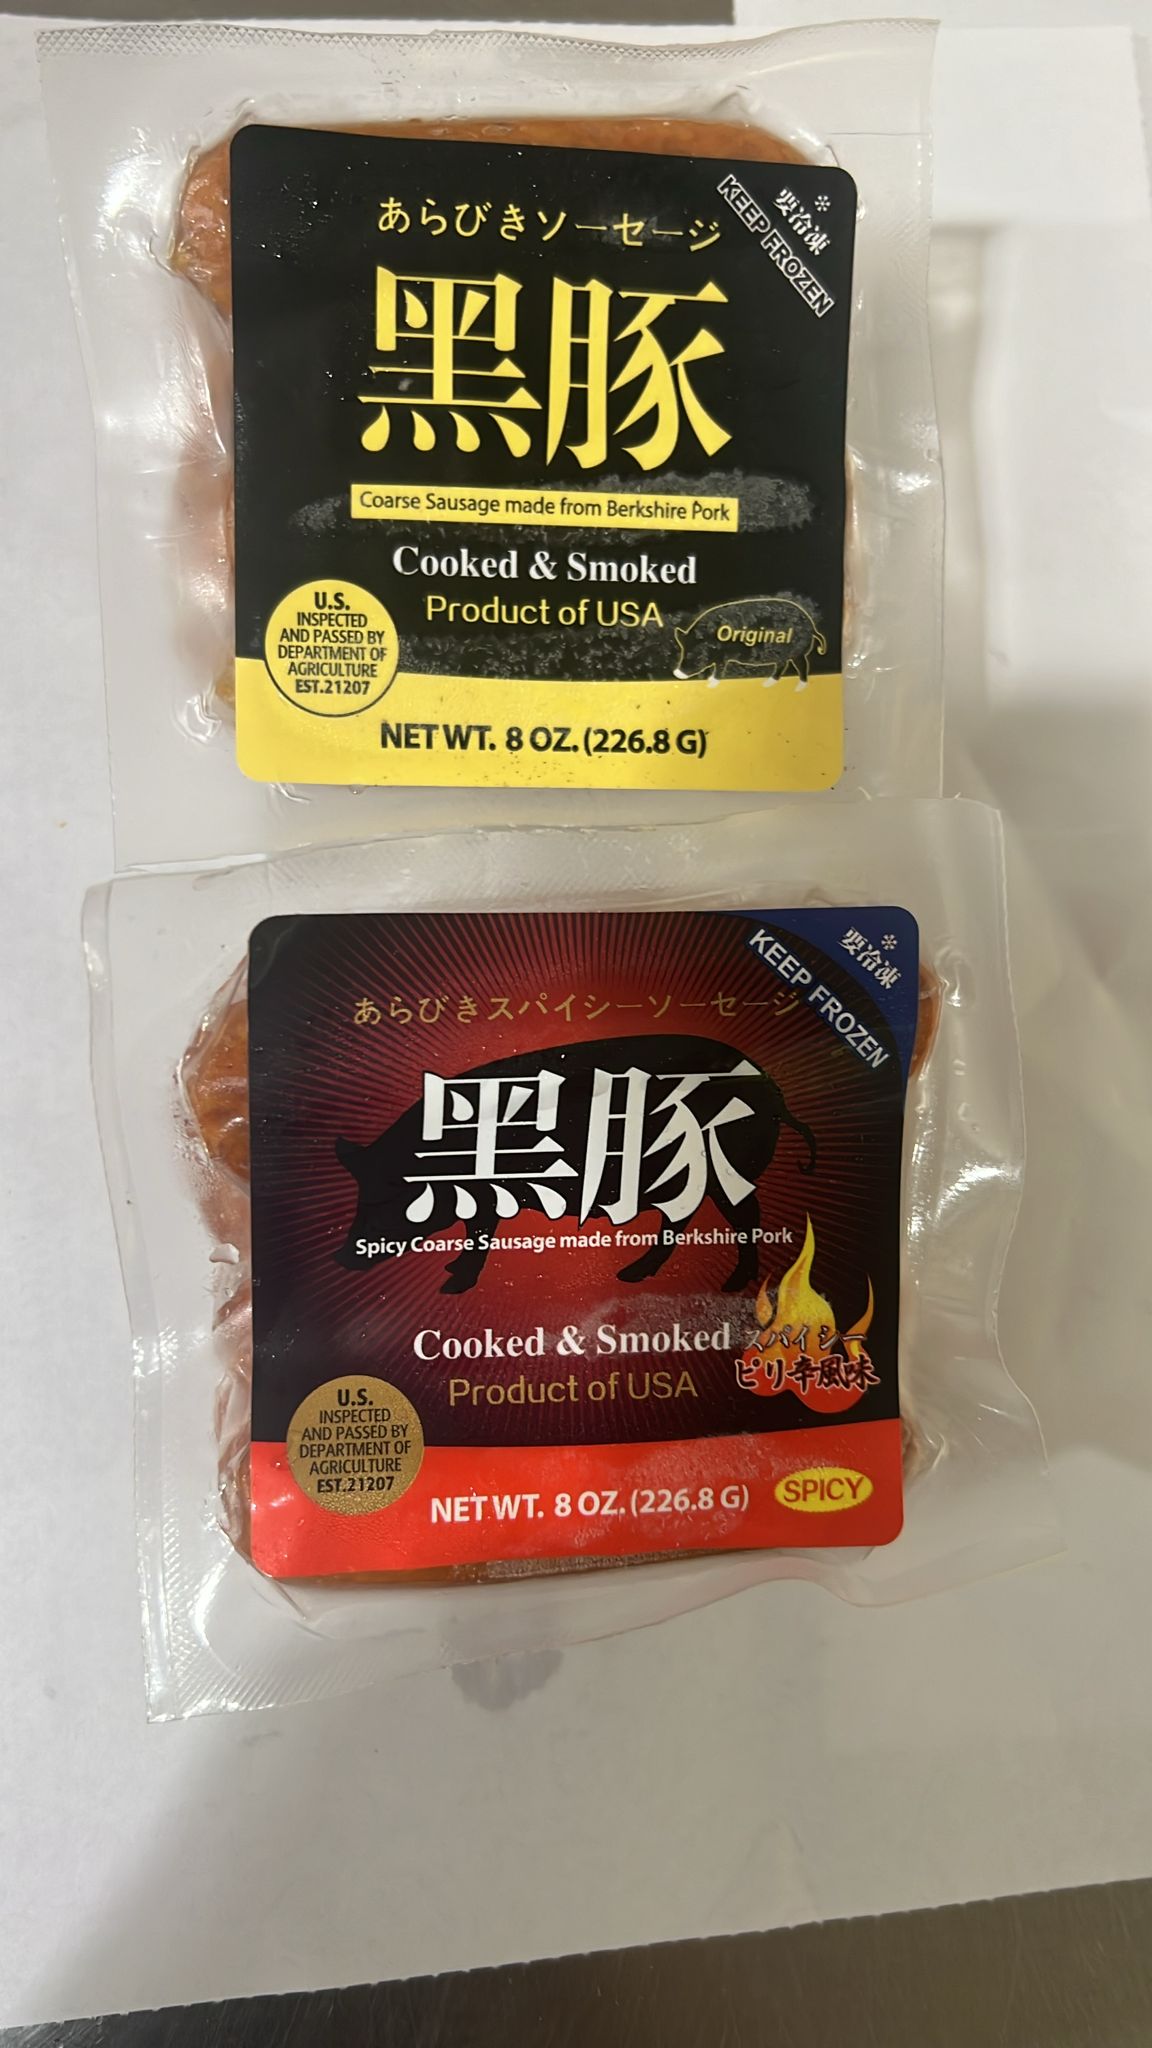 あらびきソーセージ
※要冷凍
KEEP FROZEN
黒豚
Coarse Sausage made from Berkshire Pork
Cooked & Smoked
Product of USA
Original
U.S.
INSPECTED
AND PASSED BY
DEPARTMENT OF
AGRICULTURE
EST.21207
NET WT. 8 OZ. (226.8 G)
※要冷凍
KEEP FROZEN
あらびきスパイシーソーセージ
黒豚
Spicy Coarse Sausage made from Berkshire Pork
Cooked & Smoked
スパイシー
ピリ辛風味
Product of USA
U.S.
INSPECTED
AND PASSED BY
DEPARTMENT OF
AGRICULTURE
EST.21207
NET WT. 8 OZ. (226.8 G)
SPICY